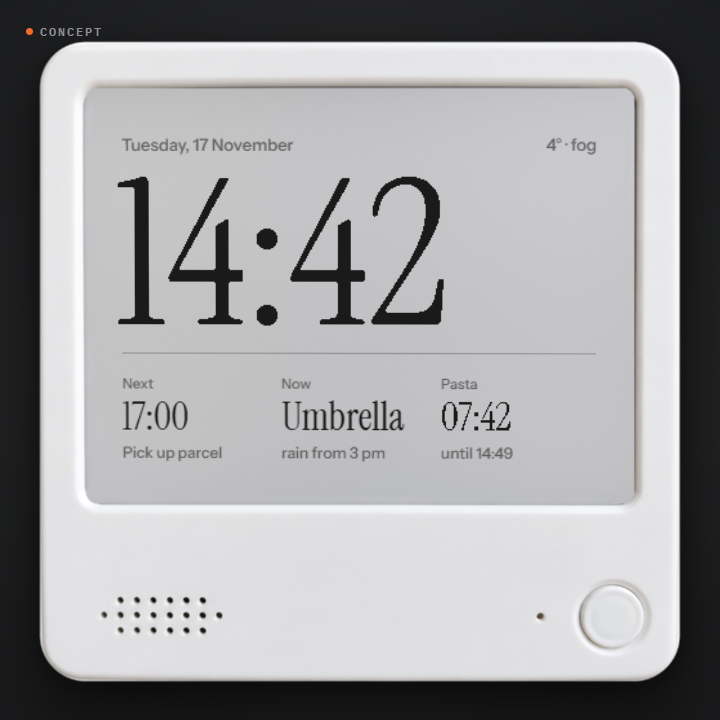 CONCEPT
Tuesday, 17 November
4° · fog
14:42
Next
17:00
Pick up parcel
Now
Umbrella
rain from 3 pm
Pasta
07:42
until 14:49